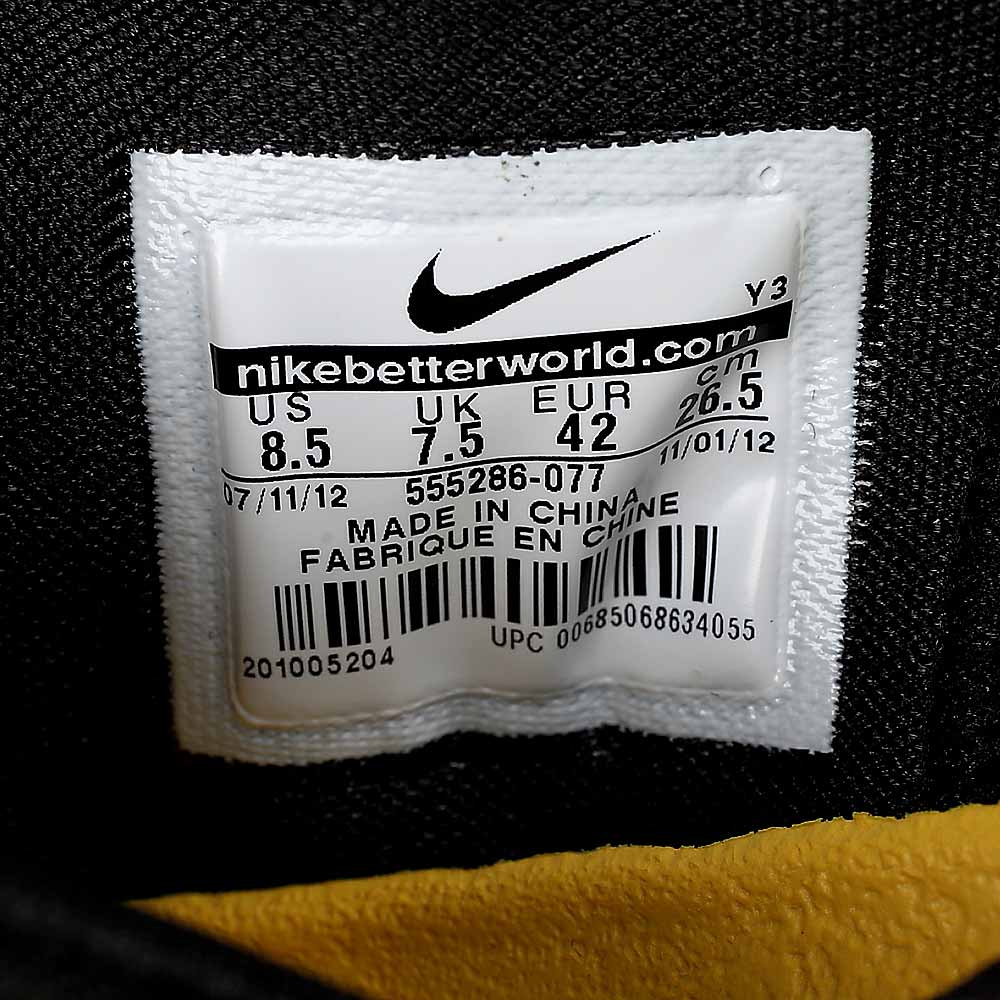 Y3
nikebetterworld.com
US UK EUR cm
8.5 7.5 42 26.5
07/11/12 555286-077 11/01/12
MADE IN CHINA
FABRIQUE EN CHINE
201005204 UPC 00685068634055